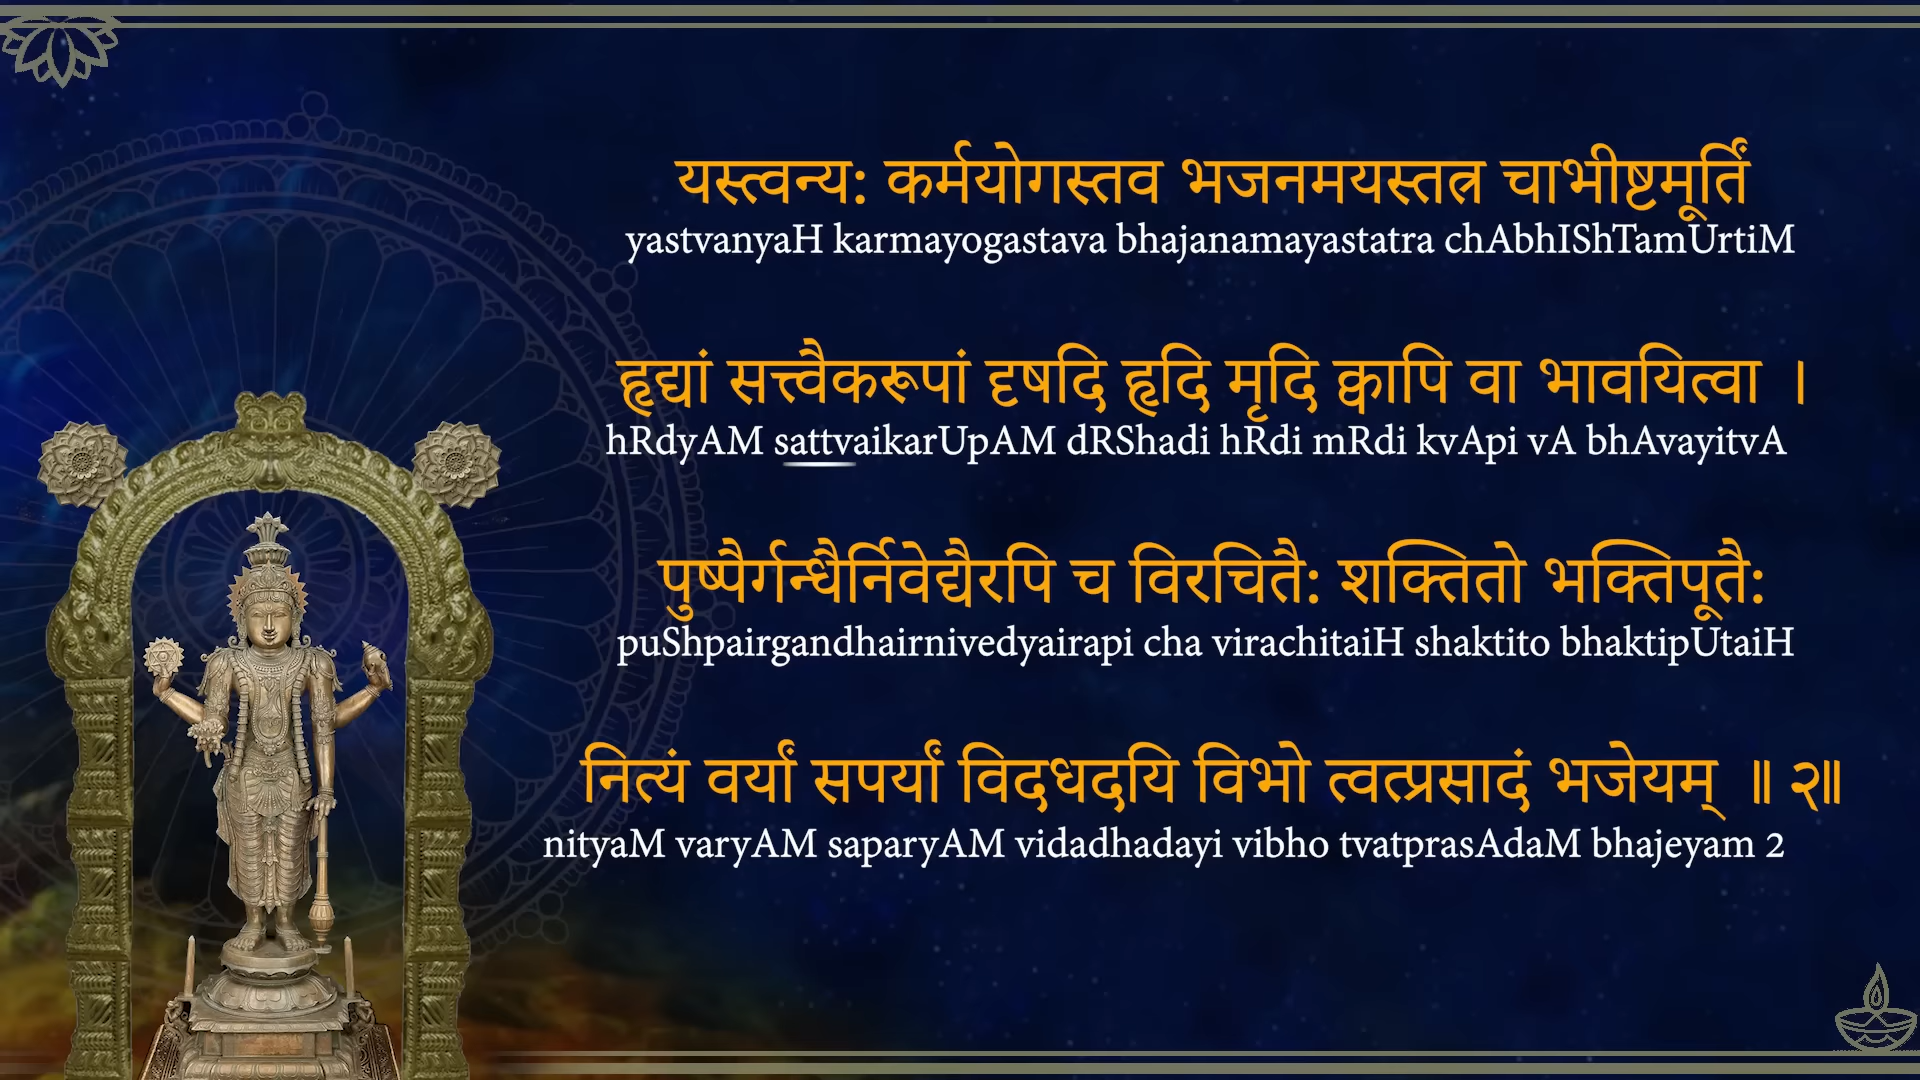 यस्त्वन्य: कर्मयोगस्तव भजनमयस्तत्र चाभीष्टमूर्तिं
yastvanyaH karmayogastava bhajanamayastatra chAbhIShTamUrtiM
हृद्यां सत्त्वैकरूपां दृषदि हृदि मृदि क्वापि वा भावयित्वा ।
hRdyAM sattvaikarUpAM dRShadi hRdi mRdi kvApi vA bhAvayitvA
पुष्पैर्गन्धैर्निवेद्यैरपि च विरचितै: शक्तितो भक्तिपूतै:
puShpairgandhairnivedyairapi cha virachitaiH shaktito bhaktipUtaiH
नित्यं वर्यां सपर्यां विदधदयि विभो त्वत्प्रसादं भजेयम् ॥ २॥
nityaM varyAM saparyAM vidadhadayi vibho tvatprasAdaM bhajeyam 2